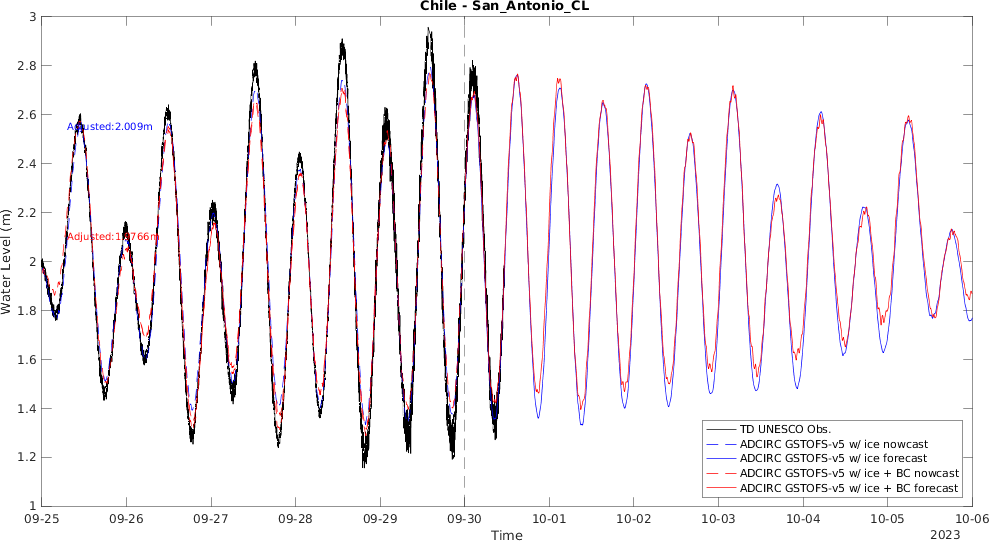 Chile - San_Antonio_CL
3
2.8
2.6
2.4
2.2
2
1.8
1.6
1.4
1.2
1
Water Level (m)
Adjusted:2.009m
TD UNESCO Obs.
ADCIRC GSTOFS-v5 w/ ice nowcast
ADCIRC GSTOFS-v5 w/ ice forecast
ADCIRC GSTOFS-v5 w/ ice + BC nowcast
ADCIRC GSTOFS-v5 w/ ice + BC forecast
09-25 09-26 09-27 09-28 09-29 09-30 10-01 10-02 10-03 10-04 10-05 10-06
Time
2023